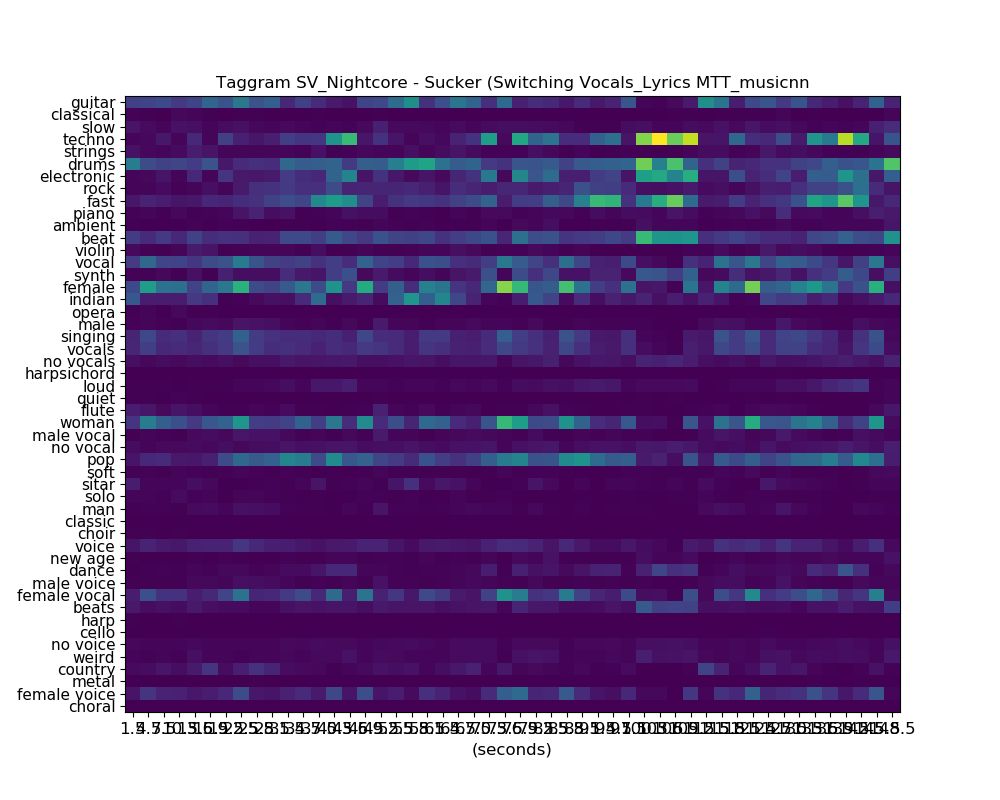 Taggram SV_Nightcore - Sucker (Switching Vocals_Lyrics MTT_musicnn
guitar
classical
slow
techno
strings
drums
electronic
rock
fast
piano
ambient
beat
violin
vocal
synth
female
indian
opera
male
singing
vocals
no vocals
harpsichord
loud
quiet
flute
woman
male vocal
no vocal
pop
soft
sitar
solo
man
classic
choir
voice
new age
dance
male voice
female vocal
beats
harp
cello
no voice
weird
country
metal
female voice
choral
(seconds)